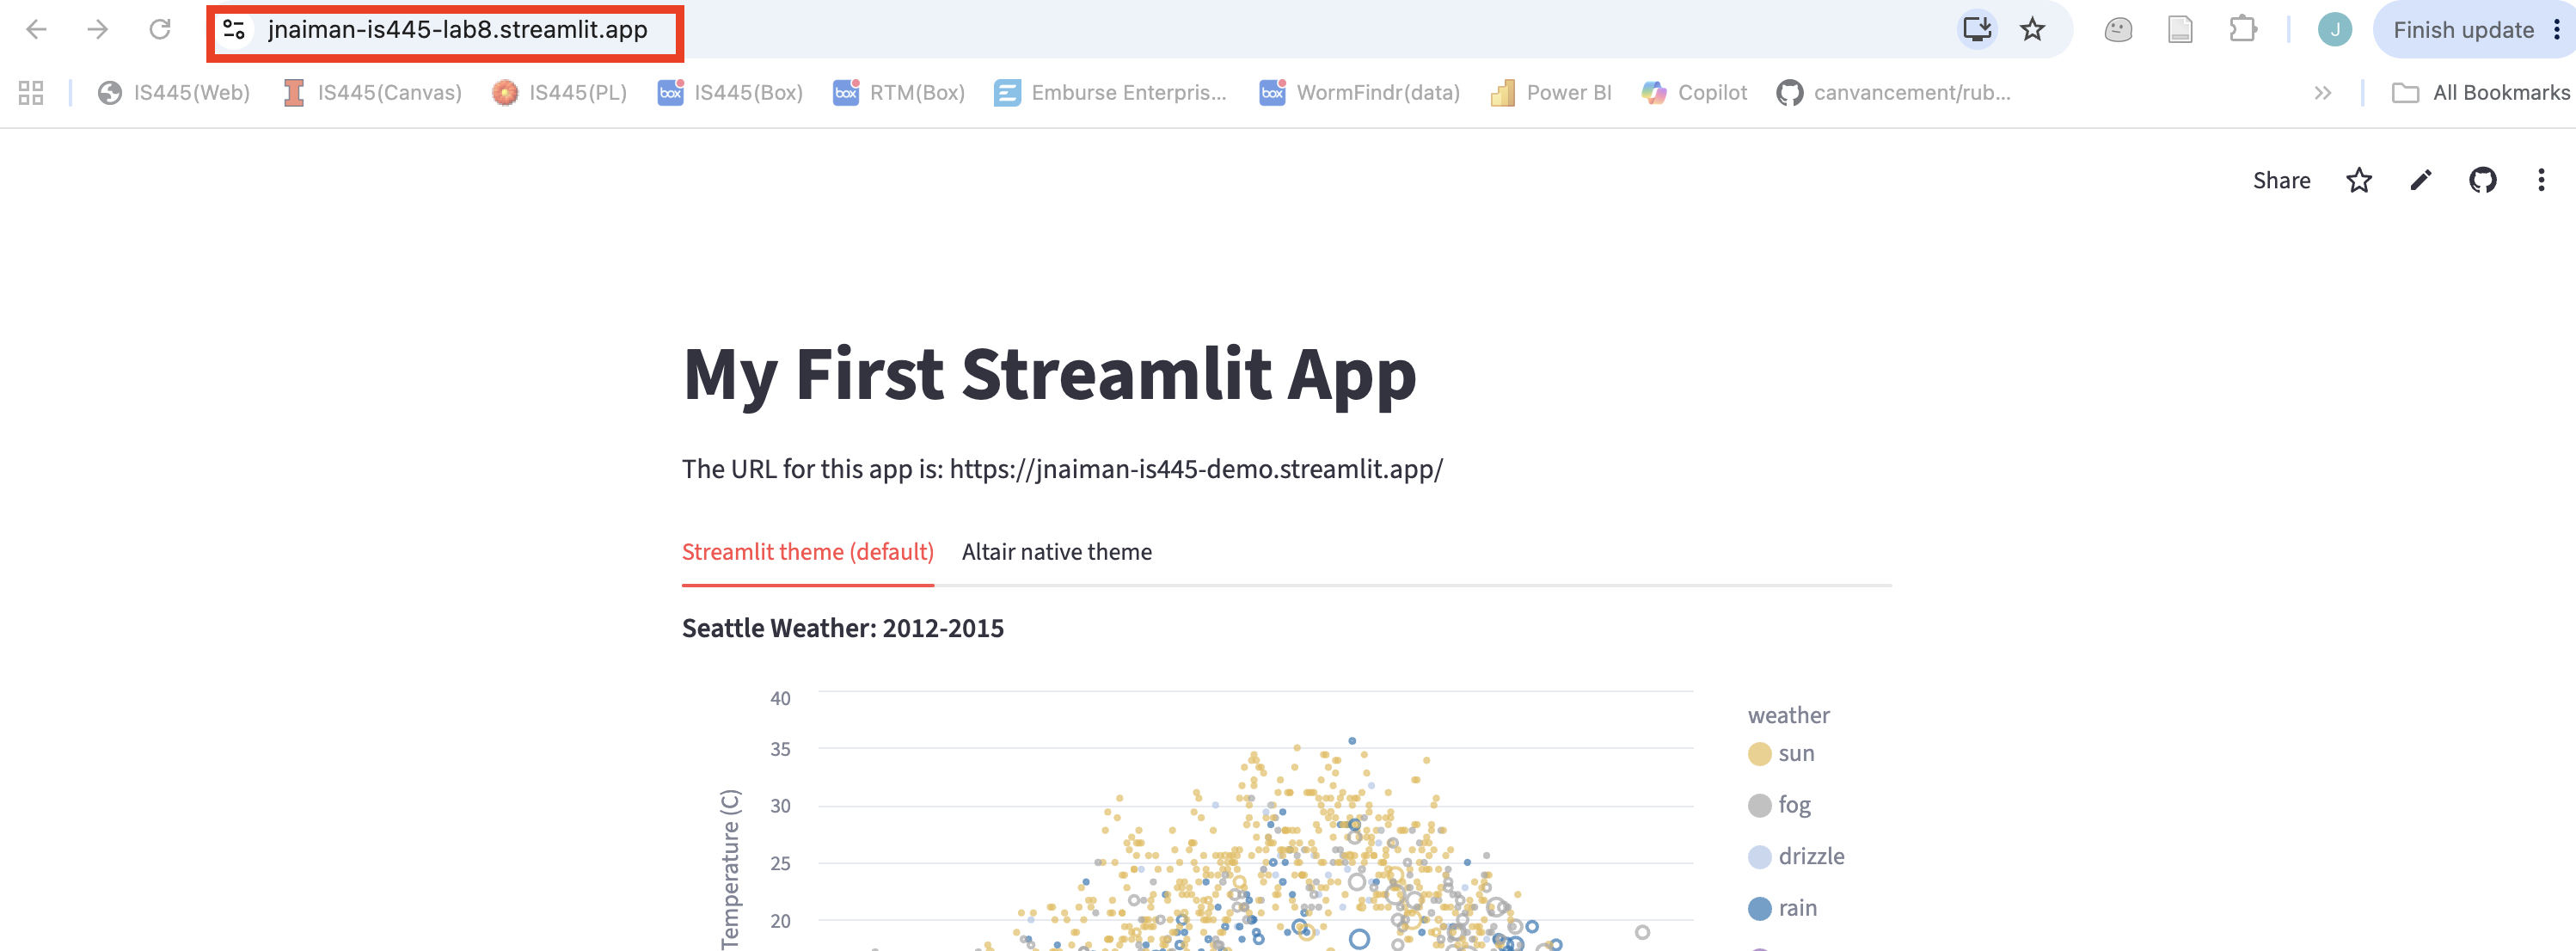 jnaiman-is445-lab8.streamlit.app
J
Finish update
IS445(Web)
IS445(Canvas)
IS445(PL)
box
IS445(Box)
box
RTM(Box)
Emburse Enterpris...
box
WormFindr(data)
Power BI
Copilot
canvancement/rub...
All Bookmarks
Share
My First Streamlit App
The URL for this app is: https://jnaiman-is445-demo.streamlit.app/
Streamlit theme (default)
Altair native theme
Seattle Weather: 2012-2015
40
35
30
25
20
Temperature (C)
weather
sun
fog
drizzle
rain